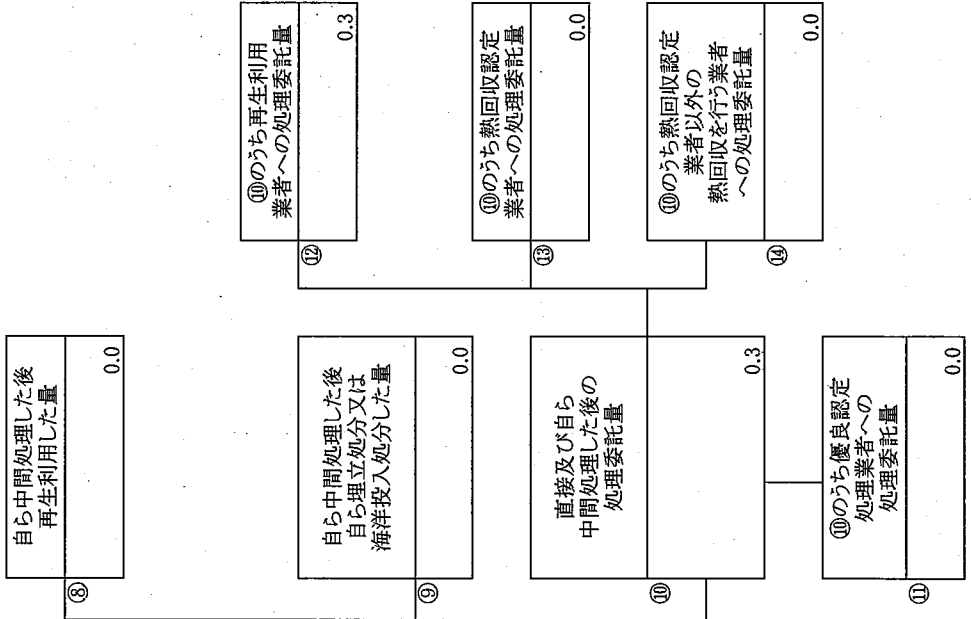 ⑧
自ら中間処理した後
再生利用した量
0.0
⑨
自ら中間処理した後
自ら埋立処分又は
海洋投入処分した量
0.0
⑩
直接及び自ら
中間処理した後の
処理委託量
0.3
⑪
⑩のうち優良認定
処理業者への
処理委託量
0.0
⑫
⑩のうち再生利用
業者への処理委託量
0.3
⑬
⑩のうち熱回収認定
業者への処理委託量
0.0
⑭
⑩のうち熱回収認定
業者以外の
熱回収を行う業者
への処理委託量
0.0